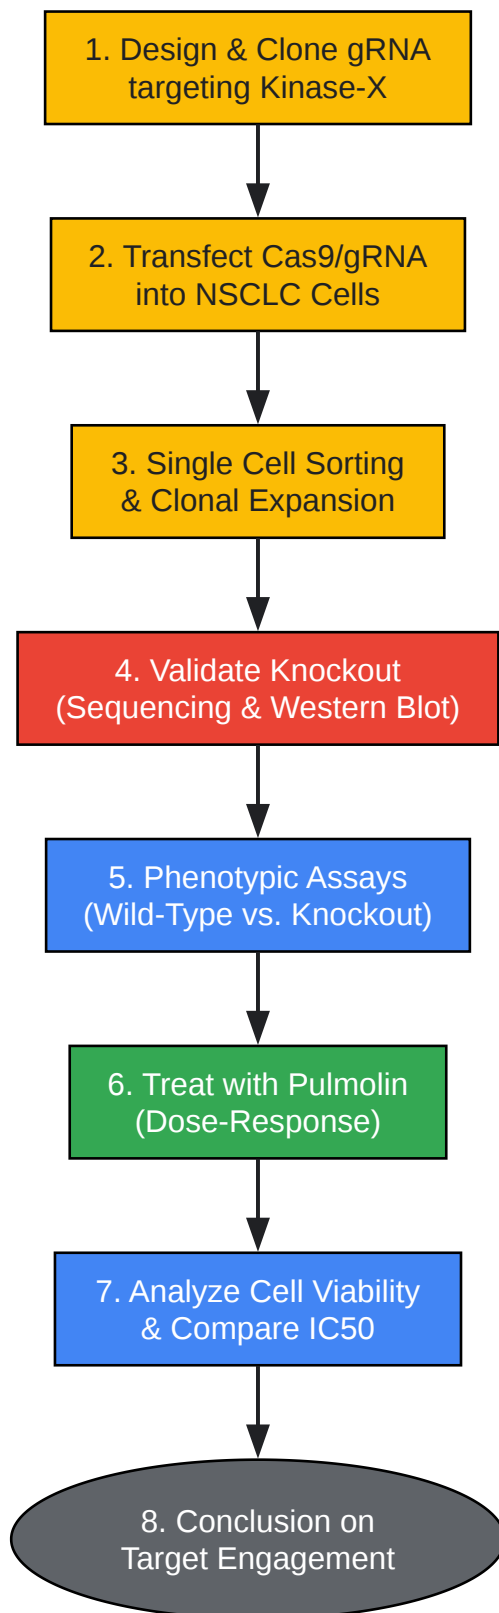 1. Design & Clone gRNA
targeting Kinase-X
2. Transfect Cas9/gRNA
into NSCLC Cells
3. Single Cell Sorting
& Clonal Expansion
4. Validate Knockout
(Sequencing & Western Blot)
5. Phenotypic Assays
(Wild-Type vs. Knockout)
6. Treat with Pulmolin
(Dose-Response)
7. Analyze Cell Viability
& Compare IC50
8. Conclusion on
Target Engagement